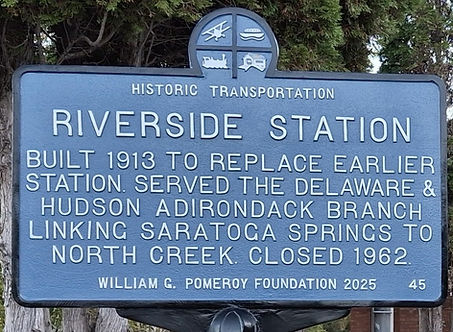 HISTORIC TRANSPORTATION
RIVERSIDE STATION
BUILT 1913 TO REPLACE EARLIER
STATION. SERVED THE DELAWARE &
HUDSON ADIRONDACK BRANCH
LINKING SARATOGA SPRINGS TO
NORTH CREEK. CLOSED 1962.
WILLIAM G. POMEROY FOUNDATION 2025 45